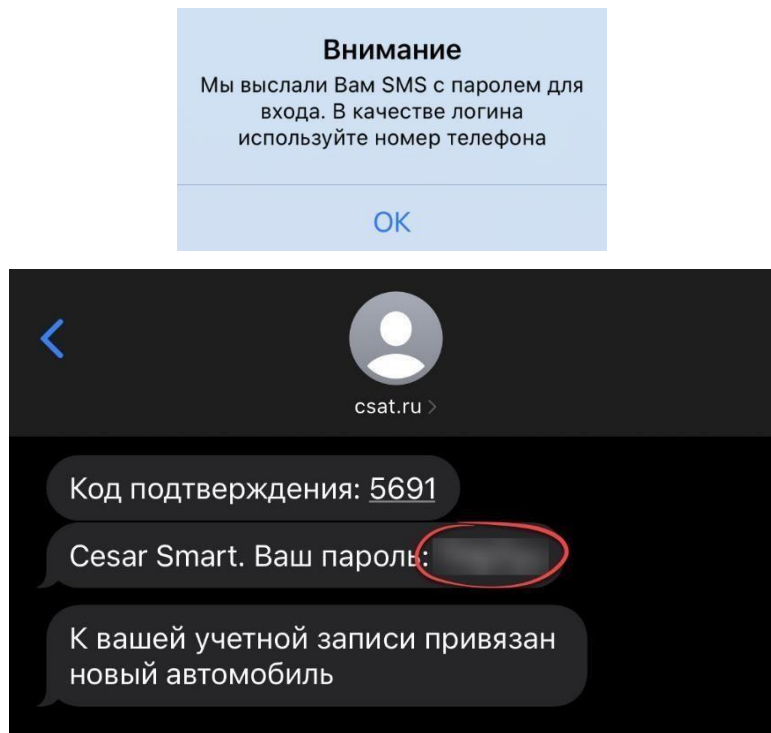 Внимание
Мы выслали Вам SMS с паролем для
входа. В качестве логина
используйте номер телефона
OK
csat.ru
Код подтверждения: 5691
Cesar Smart. Ваш пароль:
К вашей учетной записи привязан
новый автомобиль